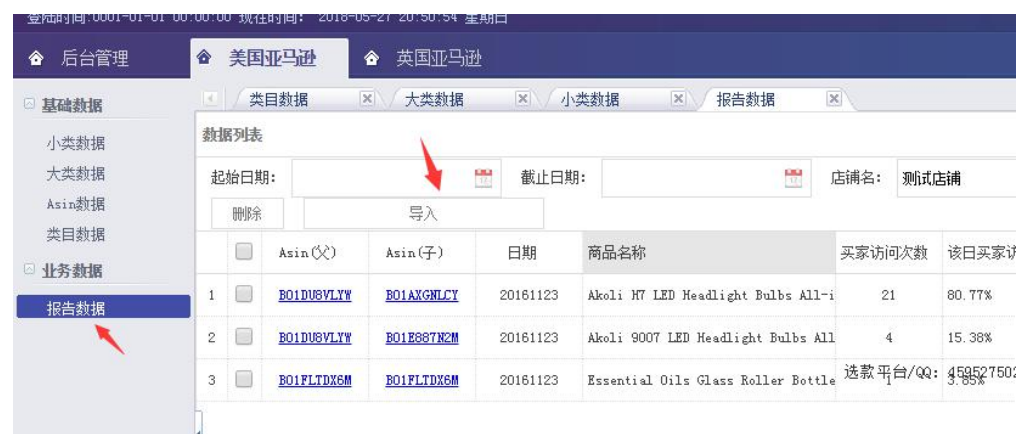 登陆时间:0001-01-01 00:00:00 现在时间: 2018-05-27 20:50:54 星期日
后台管理 美国亚马逊 英国亚马逊
基础数据
小类数据
大类数据
Asin数据
类目数据
业务数据
报告数据
类目数据 大类数据 小类数据 报告数据
数据列表
起始日期: 截止日期: 店铺名: 测试店铺
删除 导入
Asin(父) Asin(子) 日期 商品名称 买家访问次数 该日买家访
1 B01DU8VLYW B01AXGNLCY 20161123 Akoli H7 LED Headlight Bulbs All-i 21 80.77%
2 B01DU8VLYW B01E887N2M 20161123 Akoli 9007 LED Headlight Bulbs All 4 15.38%
3 B01FLTDX6M B01FLTDX6M 20161123 Essential Oils Glass Roller Bottle 1 3.85%
选款平台/QQ: 459527502